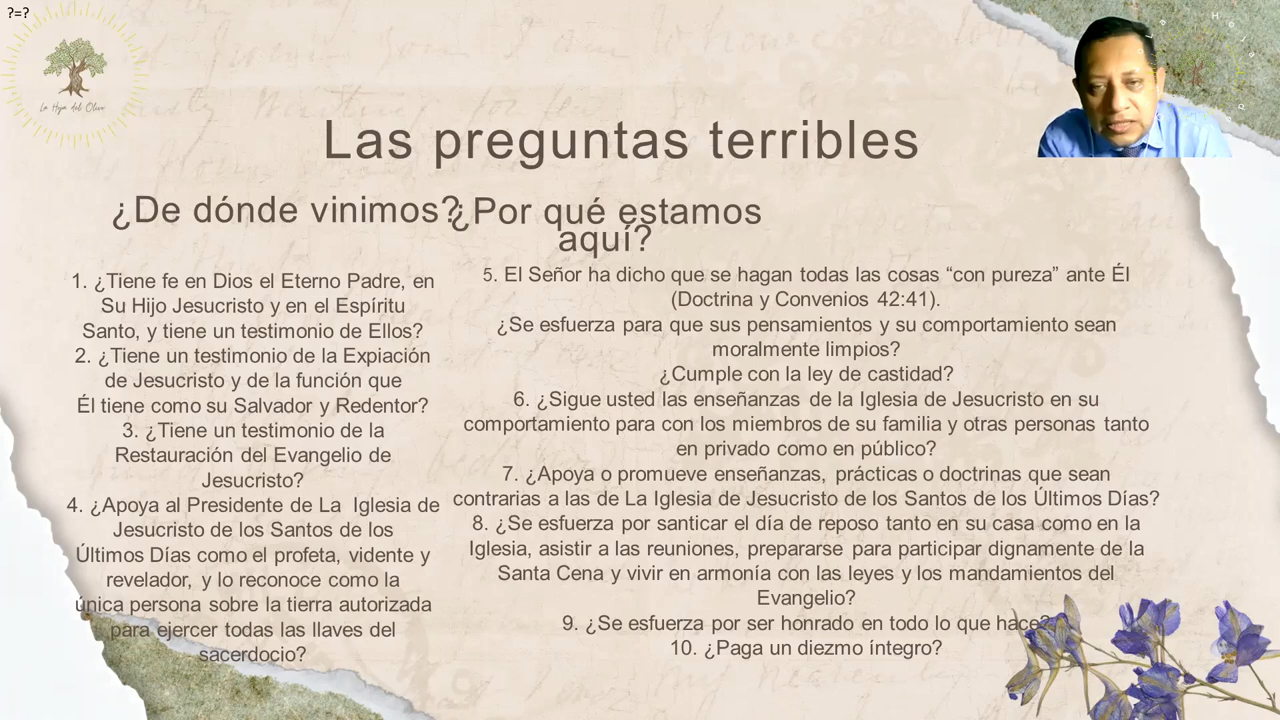 ?=?
La Hija del Olivo
Las preguntas terribles
¿De dónde vinimos?
1. ¿Tiene fe en Dios el Eterno Padre, en
Su Hijo Jesucristo y en el Espíritu
Santo, y tiene un testimonio de Ellos?
2. ¿Tiene un testimonio de la Expiación
de Jesucristo y de la función que
Él tiene como su Salvador y Redentor?
3. ¿Tiene un testimonio de la
Restauración del Evangelio de
Jesucristo?
4. ¿Apoya al Presidente de La Iglesia de
Jesucristo de los Santos de los
Últimos Días como el profeta, vidente y
revelador, y lo reconoce como la
única persona sobre la tierra autorizada
para ejercer todas las llaves del
sacerdocio?
¿Por qué estamos
aquí?
5. El Señor ha dicho que se hagan todas las cosas “con pureza” ante Él
(Doctrina y Convenios 42:41).
¿Se esfuerza para que sus pensamientos y su comportamiento sean
moralmente limpios?
¿Cumple con la ley de castidad?
6. ¿Sigue usted las enseñanzas de la Iglesia de Jesucristo en su
comportamiento para con los miembros de su familia y otras personas tanto
en privado como en público?
7. ¿Apoya o promueve enseñanzas, prácticas o doctrinas que sean
contrarias a las de La Iglesia de Jesucristo de los Santos de los Últimos Días?
8. ¿Se esfuerza por santicar el día de reposo tanto en su casa como en la
Iglesia, asistir a las reuniones, prepararse para participar dignamente de la
Santa Cena y vivir en armonía con las leyes y los mandamientos del
Evangelio?
9. ¿Se esfuerza por ser honrado en todo lo que hace?
10. ¿Paga un diezmo íntegro?